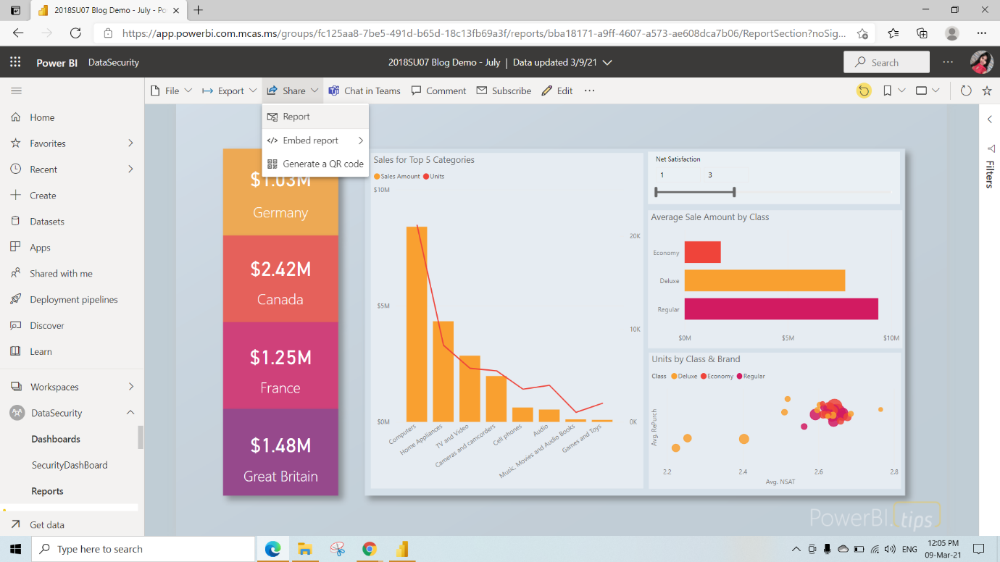 2018SU07 Blog Demo - July - Po
https://app.powerbi.com.mcas.ms/groups/fc125aa8-7be5-491d-b65d-18c13fb69a3f/reports/bba18171-a9ff-4607-a573-ae608dca7b06/ReportSection?noSig...
Power BI DataSecurity 2018SU07 Blog Demo - July | Data updated 3/9/21 Search
File Export Share Chat in Teams Comment Subscribe Edit
Home
Favorites
Recent
Create
Datasets
Apps
Shared with me
Deployment pipelines
Discover
Learn
Workspaces
DataSecurity
Dashboards
SecurityDashBoard
Reports
Get data
Report
Embed report
Generate a QR code
$1.03M
Germany
$2.42M
Canada
$1.25M
France
$1.48M
Great Britain
Sales for Top 5 Categories
Sales Amount Units
$10M
20K
$5M
10K
$0M
0K
Computers
Home Appliances
TV and Video
Cameras and camcorders
Cell phones
Audio
Music, Movies and Audio Books
Games and Toys
Net Satisfaction
1 3
Average Sale Amount by Class
Economy
Deluxe
Regular
$0M $5M $10M
Units by Class & Brand
Class Deluxe Economy Regular
Avg. RePurch
2.2 2.4 2.6 2.8
Avg. NSAT
Filters
PowerBI.tips
Type here to search
ENG
12:05 PM
09-Mar-21